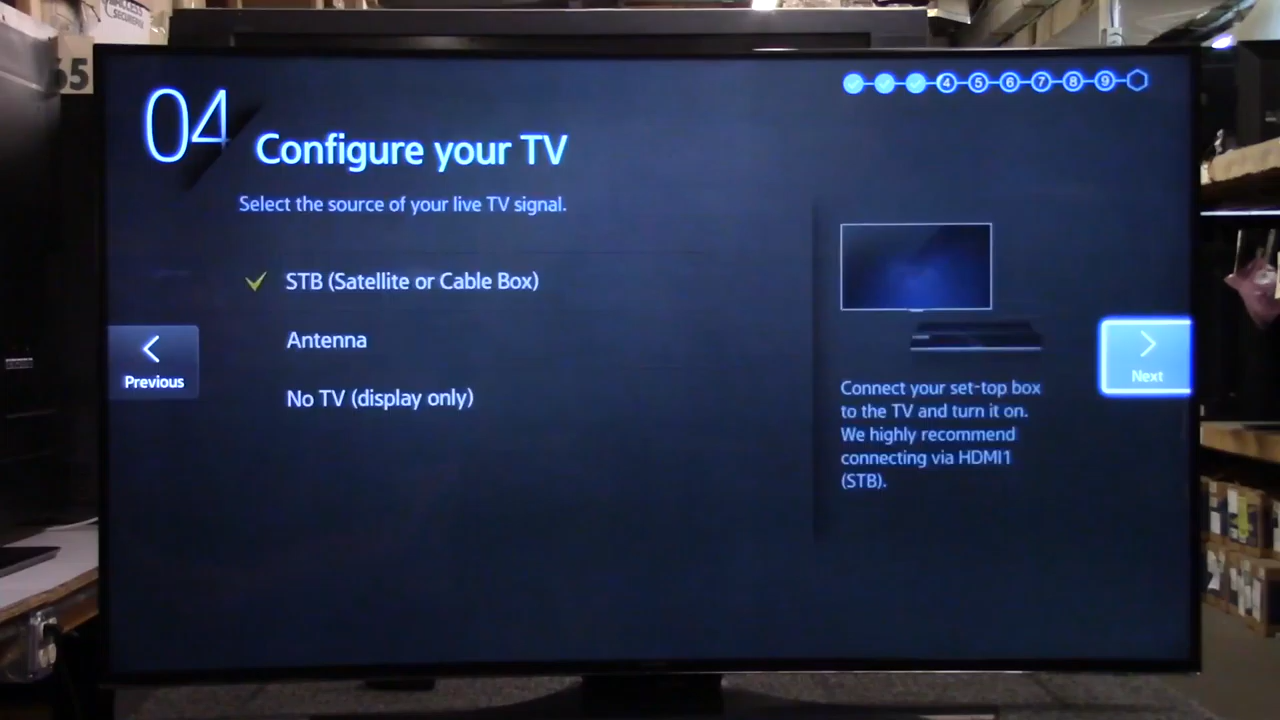 65
04
Configure your TV
4 5 6 7 8 9
Select the source of your live TV signal.
STB (Satellite or Cable Box)
Antenna
No TV (display only)
Previous
Next
Connect your set-top box
to the TV and turn it on.
We highly recommend
connecting via HDMI1
(STB).